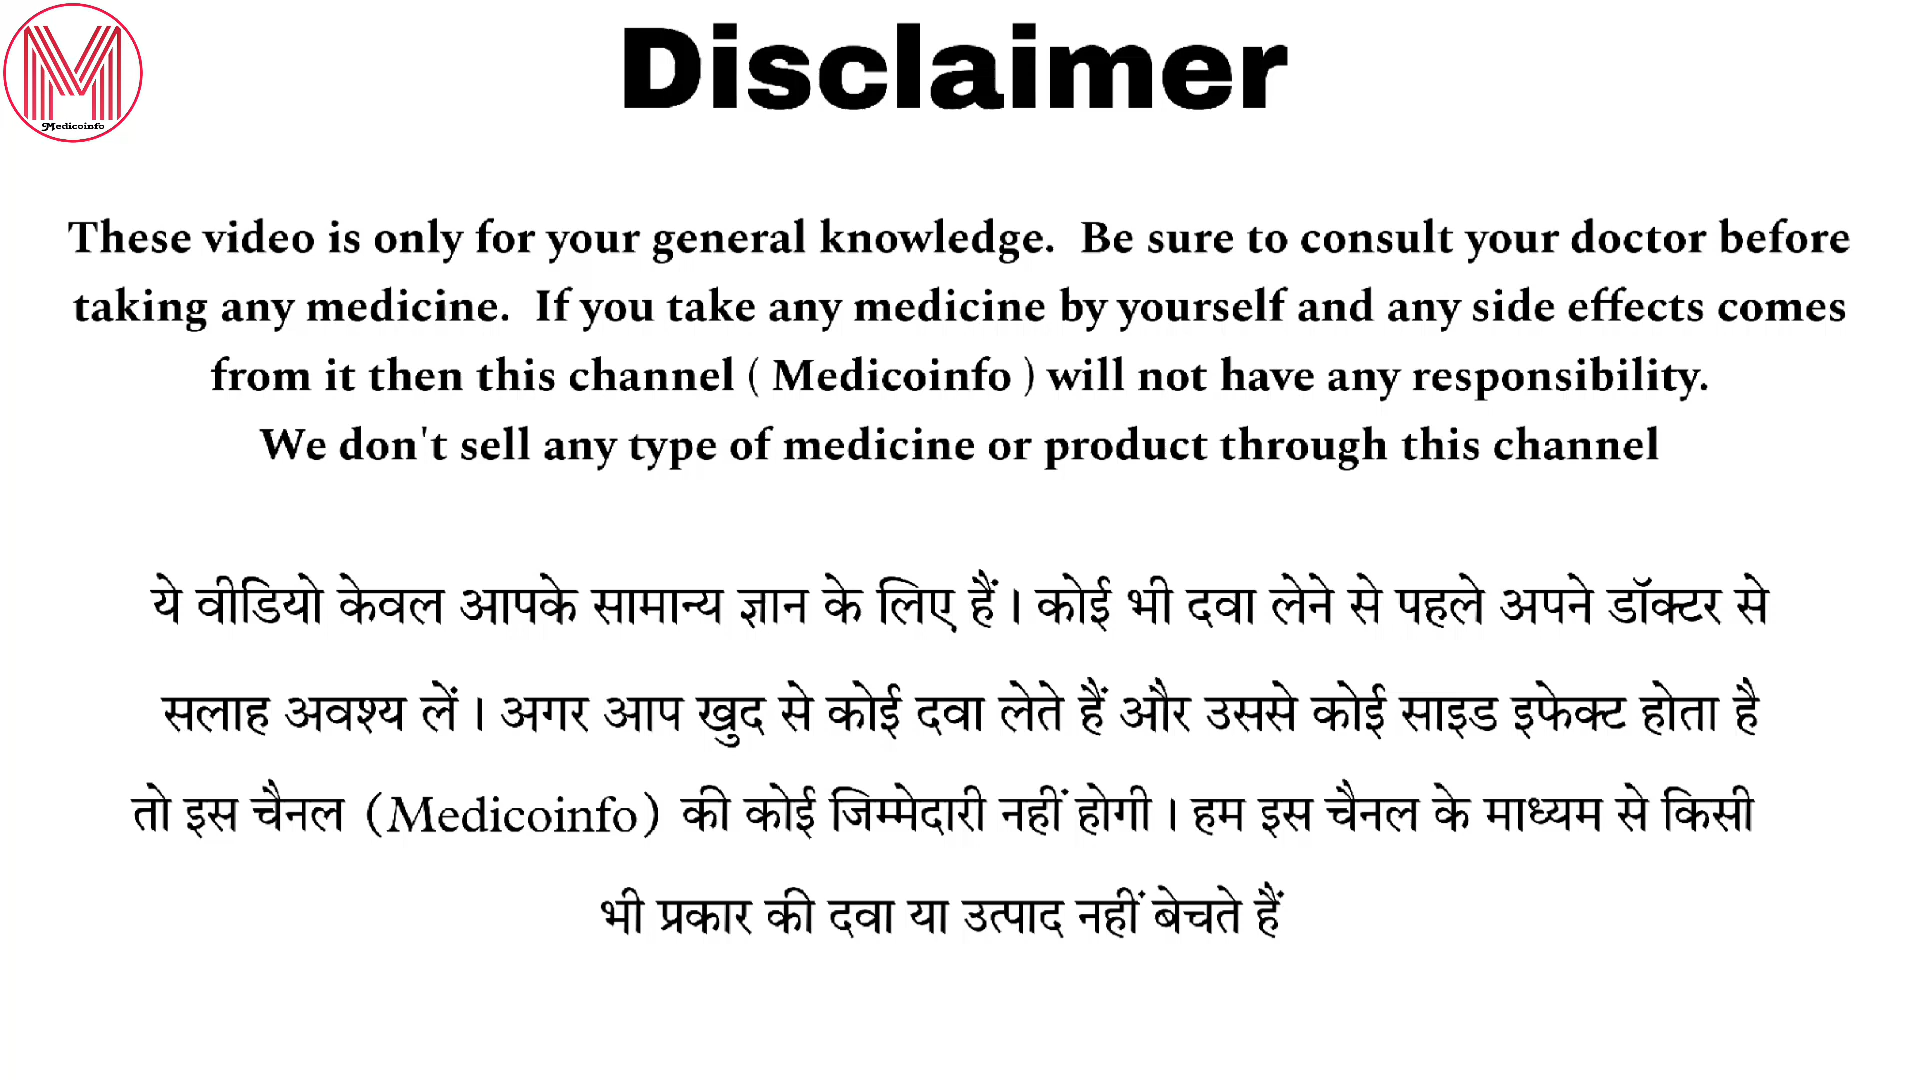 Medicoinfo
Disclaimer
These video is only for your general knowledge.  Be sure to consult your doctor before
taking any medicine.  If you take any medicine by yourself and any side effects comes
from it then this channel ( Medicoinfo ) will not have any responsibility.
We don't sell any type of medicine or product through this channel
ये वीडियो केवल आपके सामान्य ज्ञान के लिए हैं । कोई भी दवा लेने से पहले अपने डॉक्टर से
सलाह अवश्य लें । अगर आप खुद से कोई दवा लेते हैं और उससे कोई साइड इफेक्ट होता है
तो इस चैनल (Medicoinfo) की कोई जिम्मेदारी नहीं होगी । हम इस चैनल के माध्यम से किसी
भी प्रकार की दवा या उत्पाद नहीं बेचते हैं